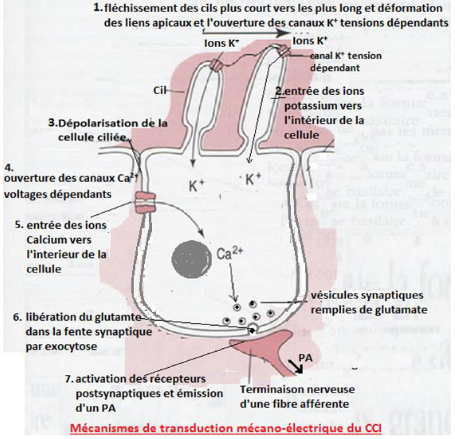 1. fléchissement des cils plus court vers les plus long et déformation
des liens apicaux et l'ouverture des canaux K⁺ tensions dépendants
Ions K⁺
Ions K⁺
canal K⁺ tension
dépendant
Cil
2.entrée des ions
potassium vers
l'intérieur de la
cellule
3.Dépolarisation de la
cellule ciliée
K⁺
K⁺
4.
ouverture des canaux Ca²⁺
voltages dépendants
5. entrée des ions
Calcium vers
l'interieur de la
cellule
Ca²⁺
vésicules synaptiques
remplies de glutamate
6. libération du glutamte
dans la fente synaptique
par exocytose
PA
7. activation des récepteurs
postsynaptiques et émission
d'un PA
Terminaison nerveuse
d'une fibre afférente
Mécanismes de transduction mécano-électrique du CCI